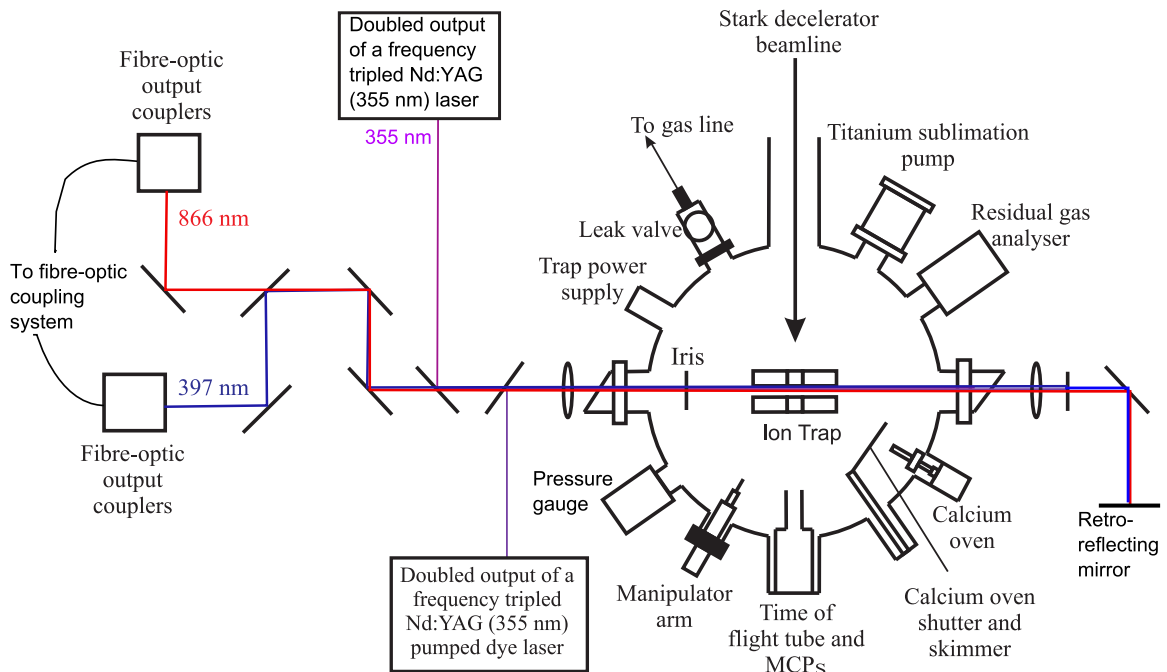 Doubled output
of a frequency
tripled Nd:YAG
(355 nm) laser
355 nm
Stark decelerator
beamline
Fibre-optic
output
couplers
866 nm
To gas line
Leak valve
Trap power
supply
Titanium sublimation
pump
Residual gas
analyser
To fibre-optic
coupling
system
397 nm
Fibre-optic
output
couplers
Iris
Ion Trap
Pressure
gauge
Manipulator
arm
Time of
flight tube and
MCPs
Calcium
oven
Calcium oven
shutter and
skimmer
Retro-
reflecting
mirror
Doubled output of a
frequency tripled
Nd:YAG (355 nm)
pumped dye laser